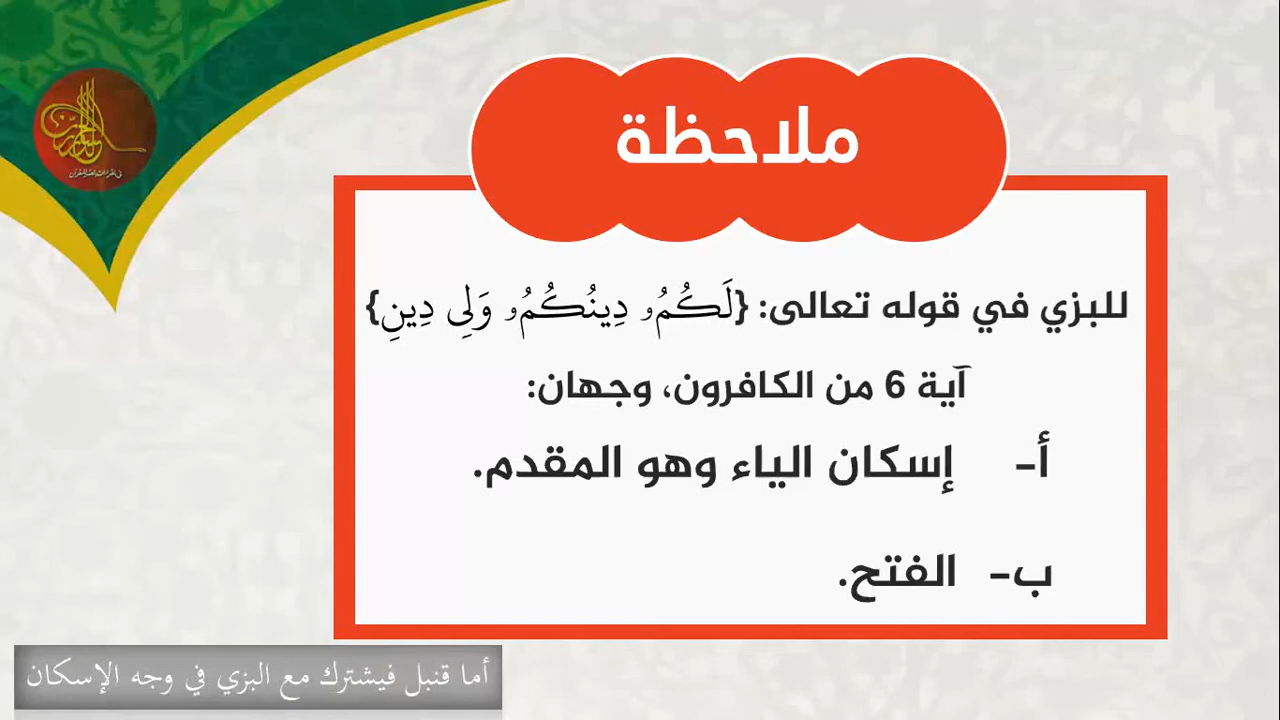 ملاحظة
للبزي في قوله تعالى: {لَكُمُۥ دِينُكُمُۥ وَلِى دِينِ}
آية 6 من الكافرون، وجهان:
أ- إسكان الياء وهو المقدم.
ب- الفتح.
أما قنبل فيشترك مع البزي في وجه الإسكان